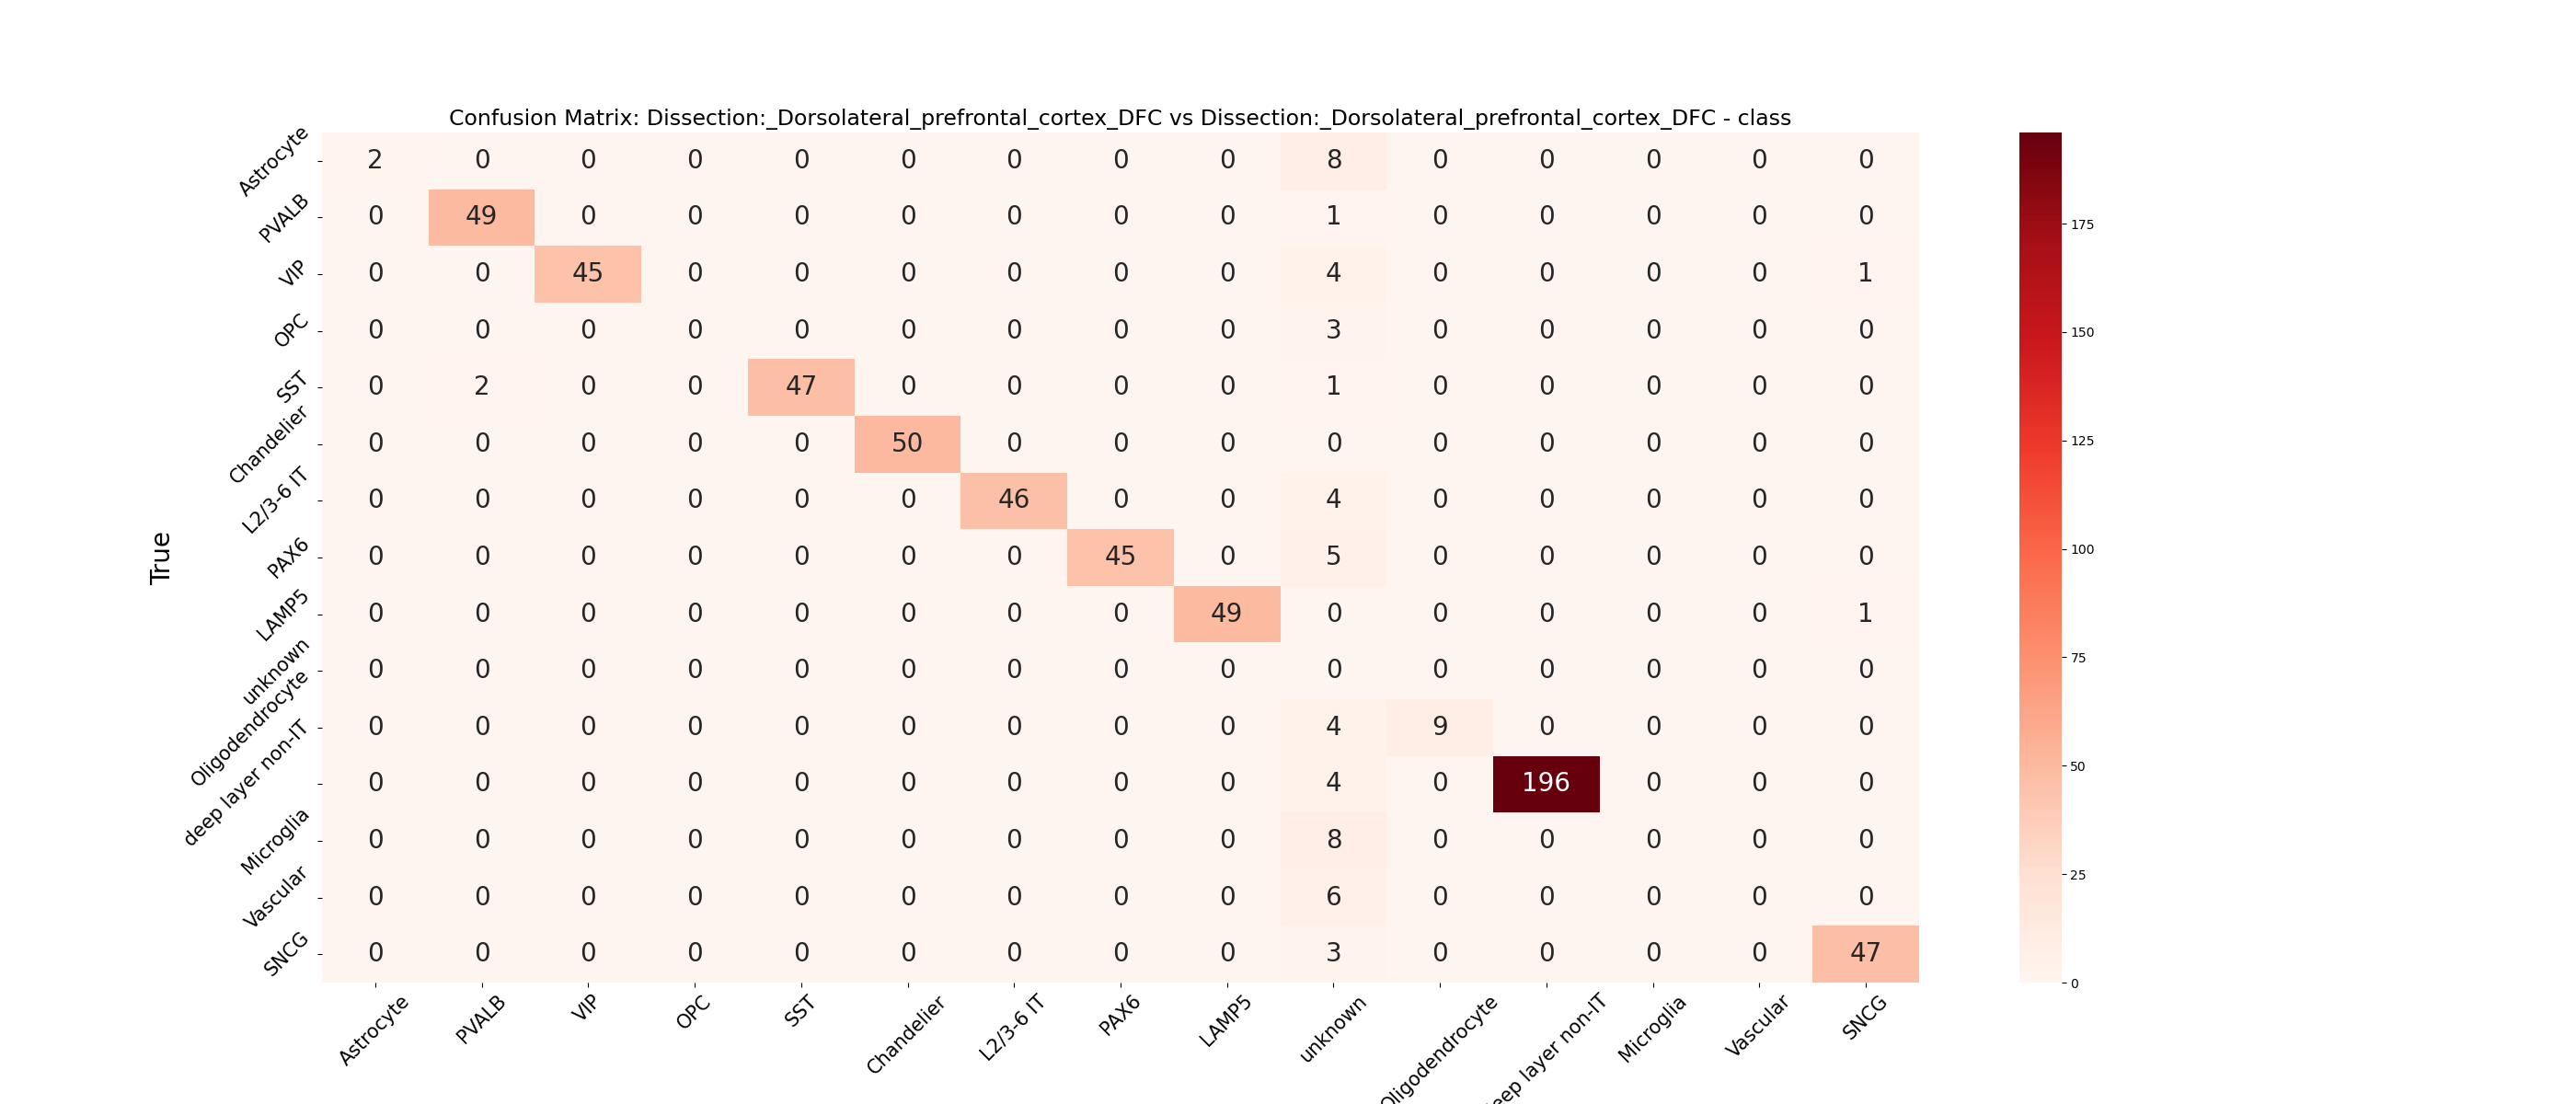 Confusion Matrix: Dissection:_Dorsolateral_prefrontal_cortex_DFC vs Dissection:_Dorsolateral_prefrontal_cortex_DFC - class
True
Astrocyte 2 0 0 0 0 0 0 0 0 8 0 0 0 0 0
PVALB 0 49 0 0 0 0 0 0 0 1 0 0 0 0 0
VIP 0 0 45 0 0 0 0 0 0 4 0 0 0 0 1
OPC 0 0 0 0 0 0 0 0 0 3 0 0 0 0 0
SST 0 2 0 0 47 0 0 0 0 1 0 0 0 0 0
Chandelier 0 0 0 0 0 50 0 0 0 0 0 0 0 0 0
L2/3-6 IT 0 0 0 0 0 0 46 0 0 4 0 0 0 0 0
PAX6 0 0 0 0 0 0 0 45 0 5 0 0 0 0 0
LAMP5 0 0 0 0 0 0 0 0 49 0 0 0 0 0 1
unknown 0 0 0 0 0 0 0 0 0 0 0 0 0 0 0
Oligodendrocyte 0 0 0 0 0 0 0 0 0 4 9 0 0 0 0
deep layer non-IT 0 0 0 0 0 0 0 0 0 4 0 196 0 0 0
Microglia 0 0 0 0 0 0 0 0 0 8 0 0 0 0 0
Vascular 0 0 0 0 0 0 0 0 0 6 0 0 0 0 0
SNCG 0 0 0 0 0 0 0 0 0 3 0 0 0 0 47
Astrocyte PVALB VIP OPC SST Chandelier L2/3-6 IT PAX6 LAMP5 unknown Oligodendrocyte eep layer non-IT Microglia Vascular SNCG
175
150
125
100
75
50
25
0